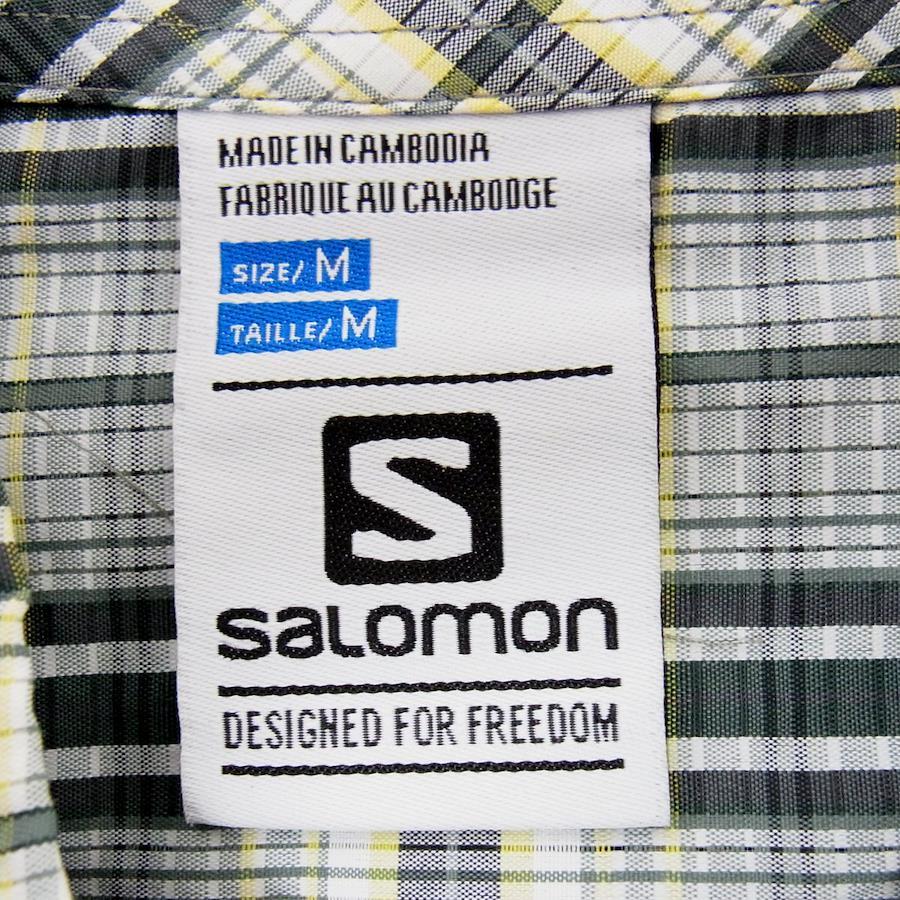 MADE IN CAMBODIA
FABRIQUE AU CAMBODGE
SIZE/ M
TAILLE/ M
S
salomon
DESIGNED FOR FREEDOM